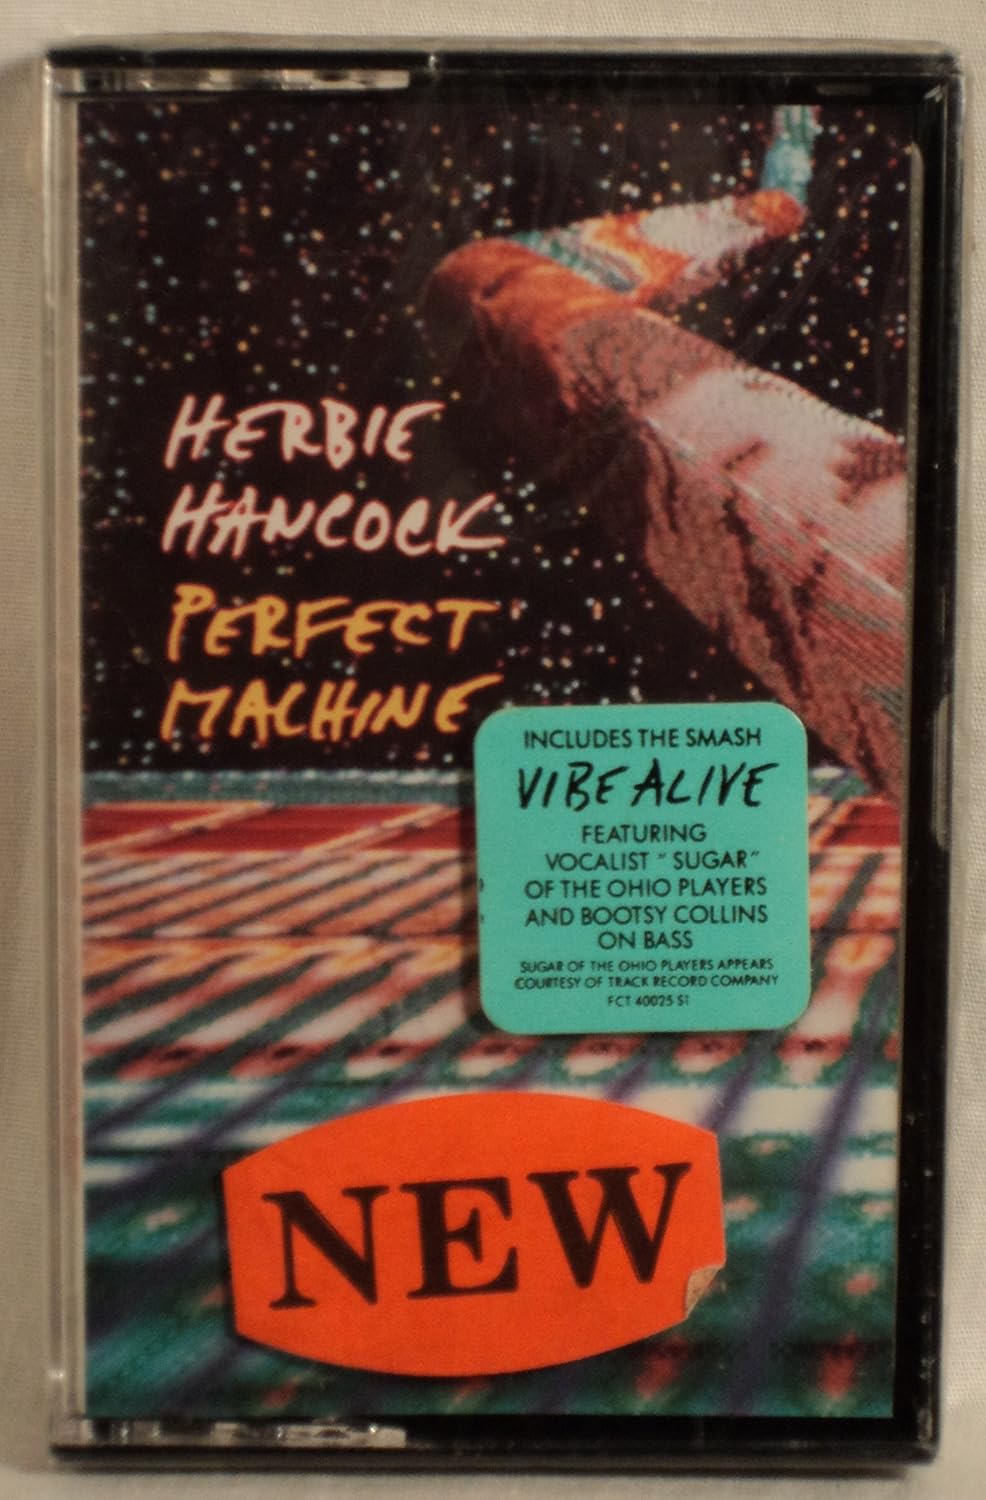 HERBIE
HANCOCK
PERFECT
MACHINE
INCLUDES THE SMASH
VIBE ALIVE
FEATURING
VOCALIST "SUGAR"
OF THE OHIO PLAYERS
AND BOOTSY COLLINS
ON BASS
SUGAR OF THE OHIO PLAYERS APPEARS
COURTESY OF TRACK RECORD COMPANY
FCT 40025 S1
NEW